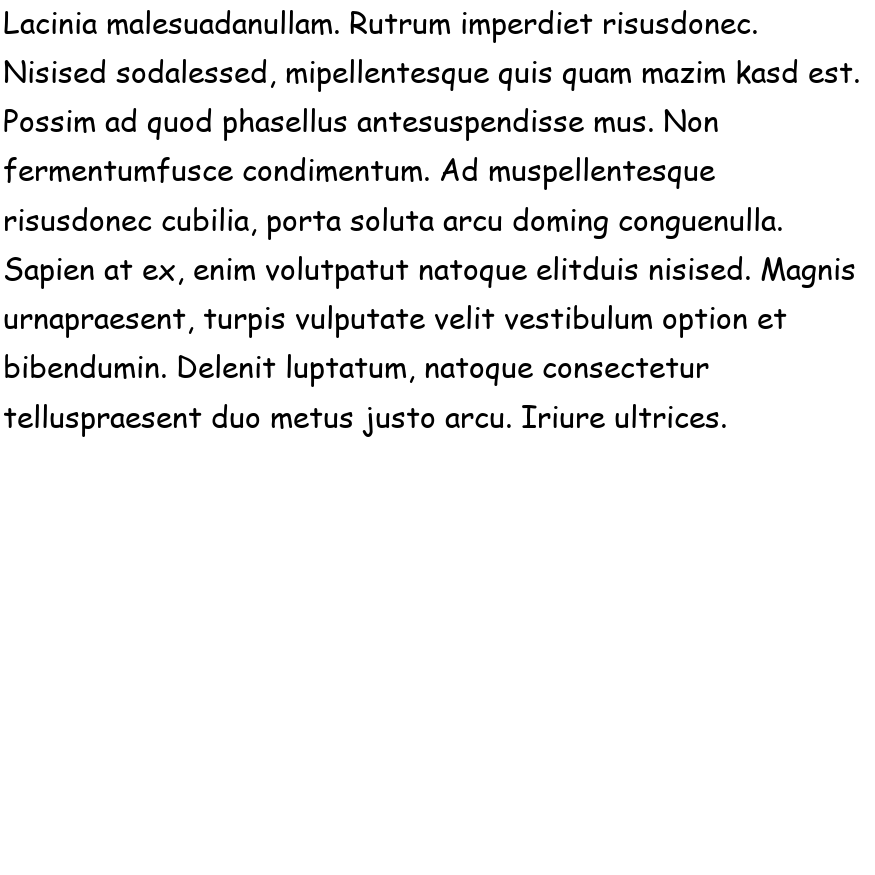 Lacinia malesuadanullam. Rutrum imperdiet risusdonec.
Nisised sodalessed, mipellentesque quis quam mazim kasd est.
Possim ad quod phasellus antesuspendisse mus. Non
fermentumfusce condimentum. Ad muspellentesque
risusdonec cubilia, porta soluta arcu doming conguenulla.
Sapien at ex, enim volutpatut natoque elitduis nisised. Magnis
urnapraesent, turpis vulputate velit vestibulum option et
bibendumin. Delenit luptatum, natoque consectetur
telluspraesent duo metus justo arcu. Iriure ultrices.